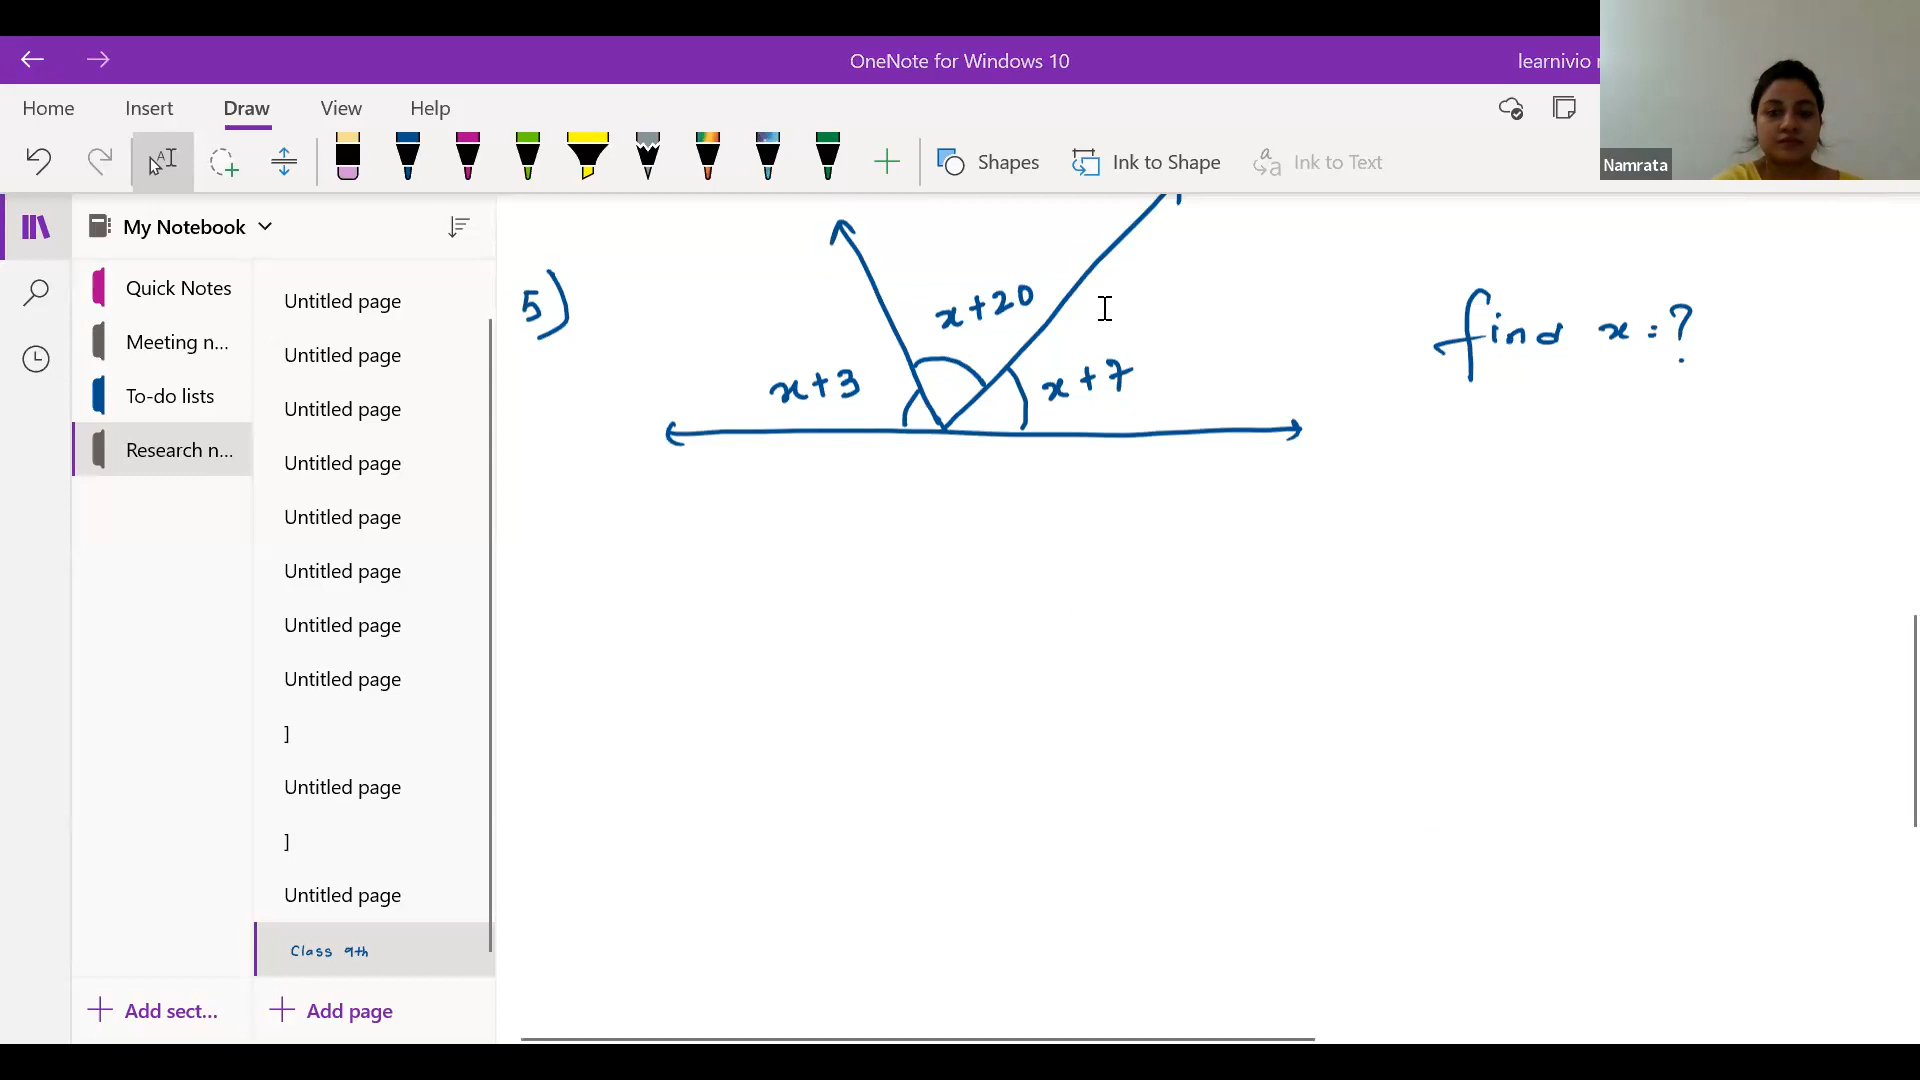 OneNote for Windows 10
learnivio
Home
Insert
Draw
View
Help
Shapes
Ink to Shape
Ink to Text
Namrata
My Notebook
Quick Notes
Meeting n...
To-do lists
Research n...
Untitled page
Untitled page
Untitled page
Untitled page
Untitled page
Untitled page
Untitled page
Untitled page
]
Untitled page
]
Untitled page
Class 9th
Add sect...
Add page
5)
x+20
x+3
x+7
find x = ?